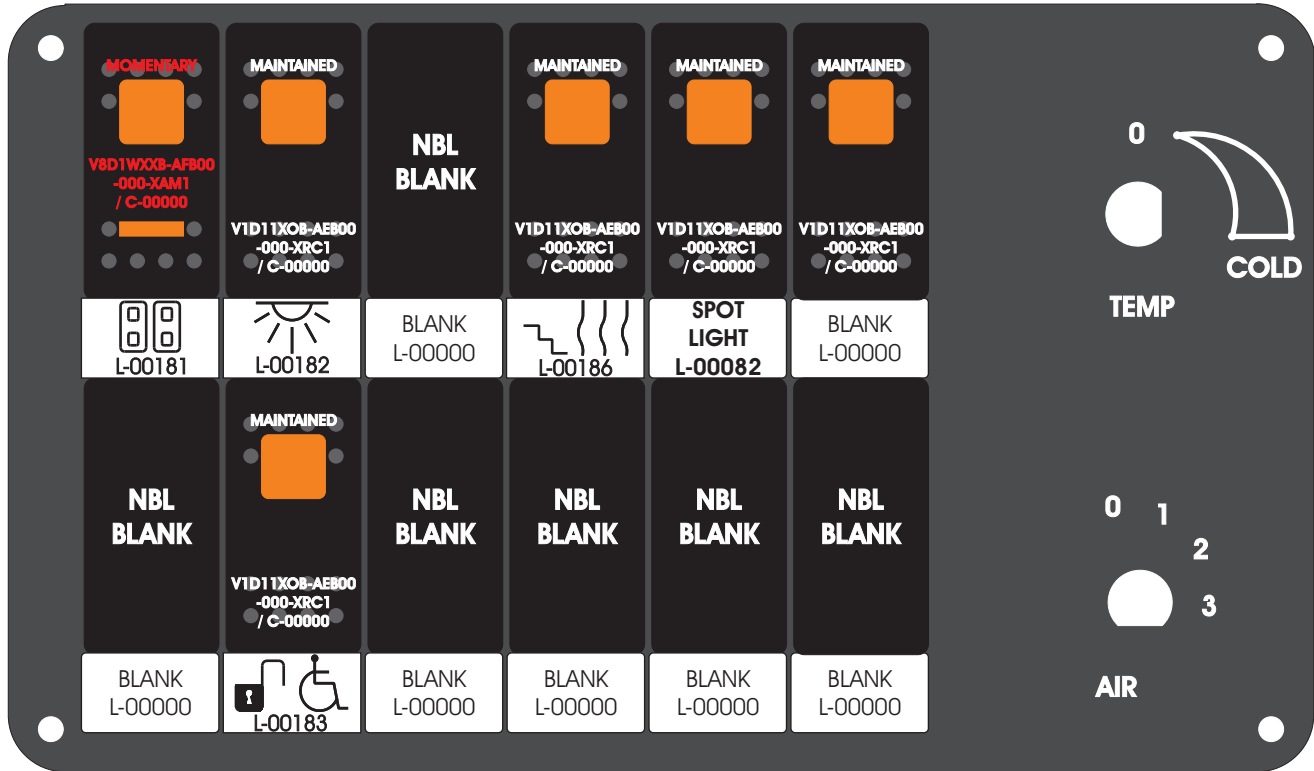 MOMENTARY
V8D1WXXB-AFB00
-000-XAM1
/ C-00000
MAINTAINED
V1D11XOB-AEB00
-000-XRC1
/ C-00000
NBL
BLANK
MAINTAINED
V1D11XOB-AEB00
-000-XRC1
/ C-00000
MAINTAINED
V1D11XOB-AEB00
-000-XRC1
/ C-00000
MAINTAINED
V1D11XOB-AEB00
-000-XRC1
/ C-00000
L-00181
L-00182
BLANK
L-00000
L-00186
SPOT
LIGHT
L-00082
BLANK
L-00000
NBL
BLANK
MAINTAINED
V1D11XOB-AEB00
-000-XRC1
/ C-00000
NBL
BLANK
NBL
BLANK
NBL
BLANK
NBL
BLANK
BLANK
L-00000
L-00183
BLANK
L-00000
BLANK
L-00000
BLANK
L-00000
BLANK
L-00000
0
COLD
TEMP
0
1
2
3
AIR